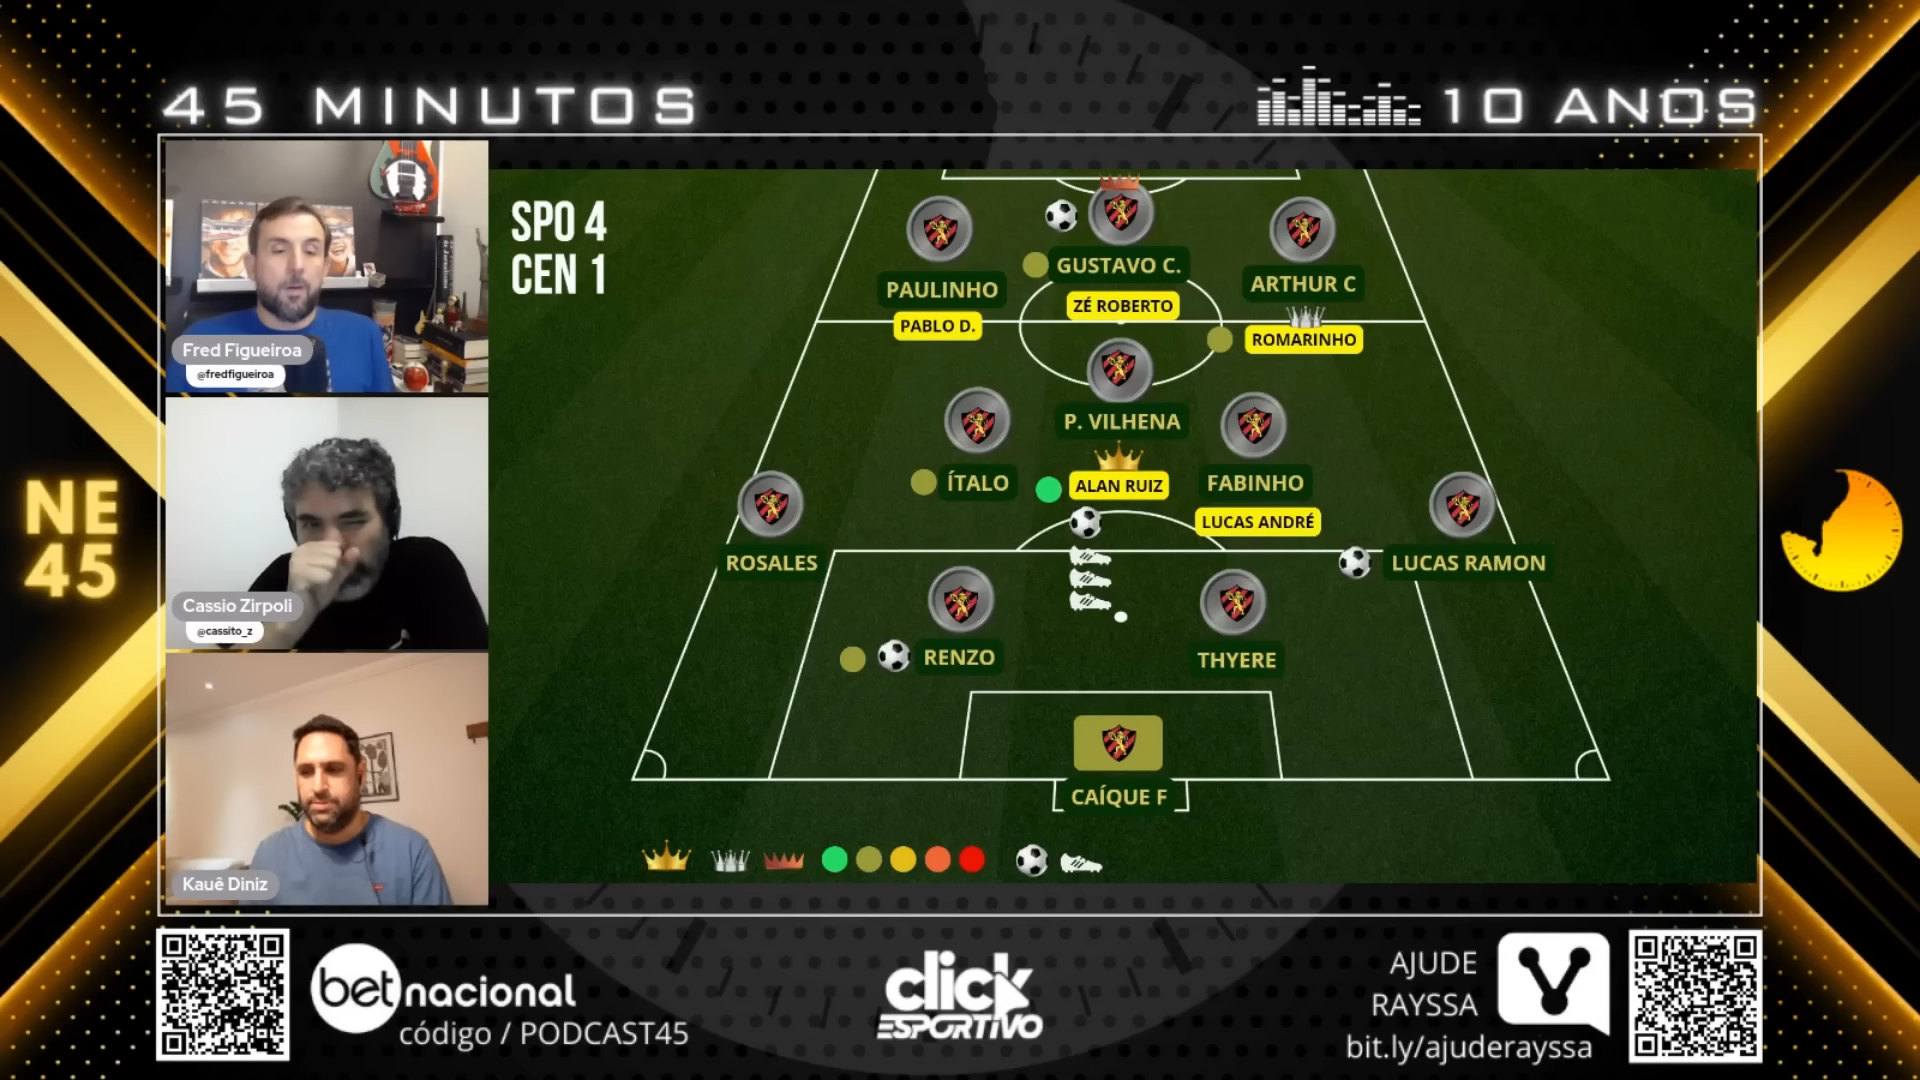 45 MINUTOS
10 ANOS
NE
45
Fred Figueiroa
@fredfigueiroa
Cassio Zirpoli
@cassito_z
Kauê Diniz
SPO 4
CEN 1
PAULINHO
PABLO D.
GUSTAVO C.
ZÉ ROBERTO
ARTHUR C
ROMARINHO
P. VILHENA
ALAN RUIZ
ÍTALO
FABINHO
LUCAS ANDRÉ
ROSALES
LUCAS RAMON
RENZO
THYERE
CAÍQUE F
bet nacional
código / PODCAST45
click
ESPORTIVO
AJUDE
RAYSSA
bit.ly/ajuderayssa